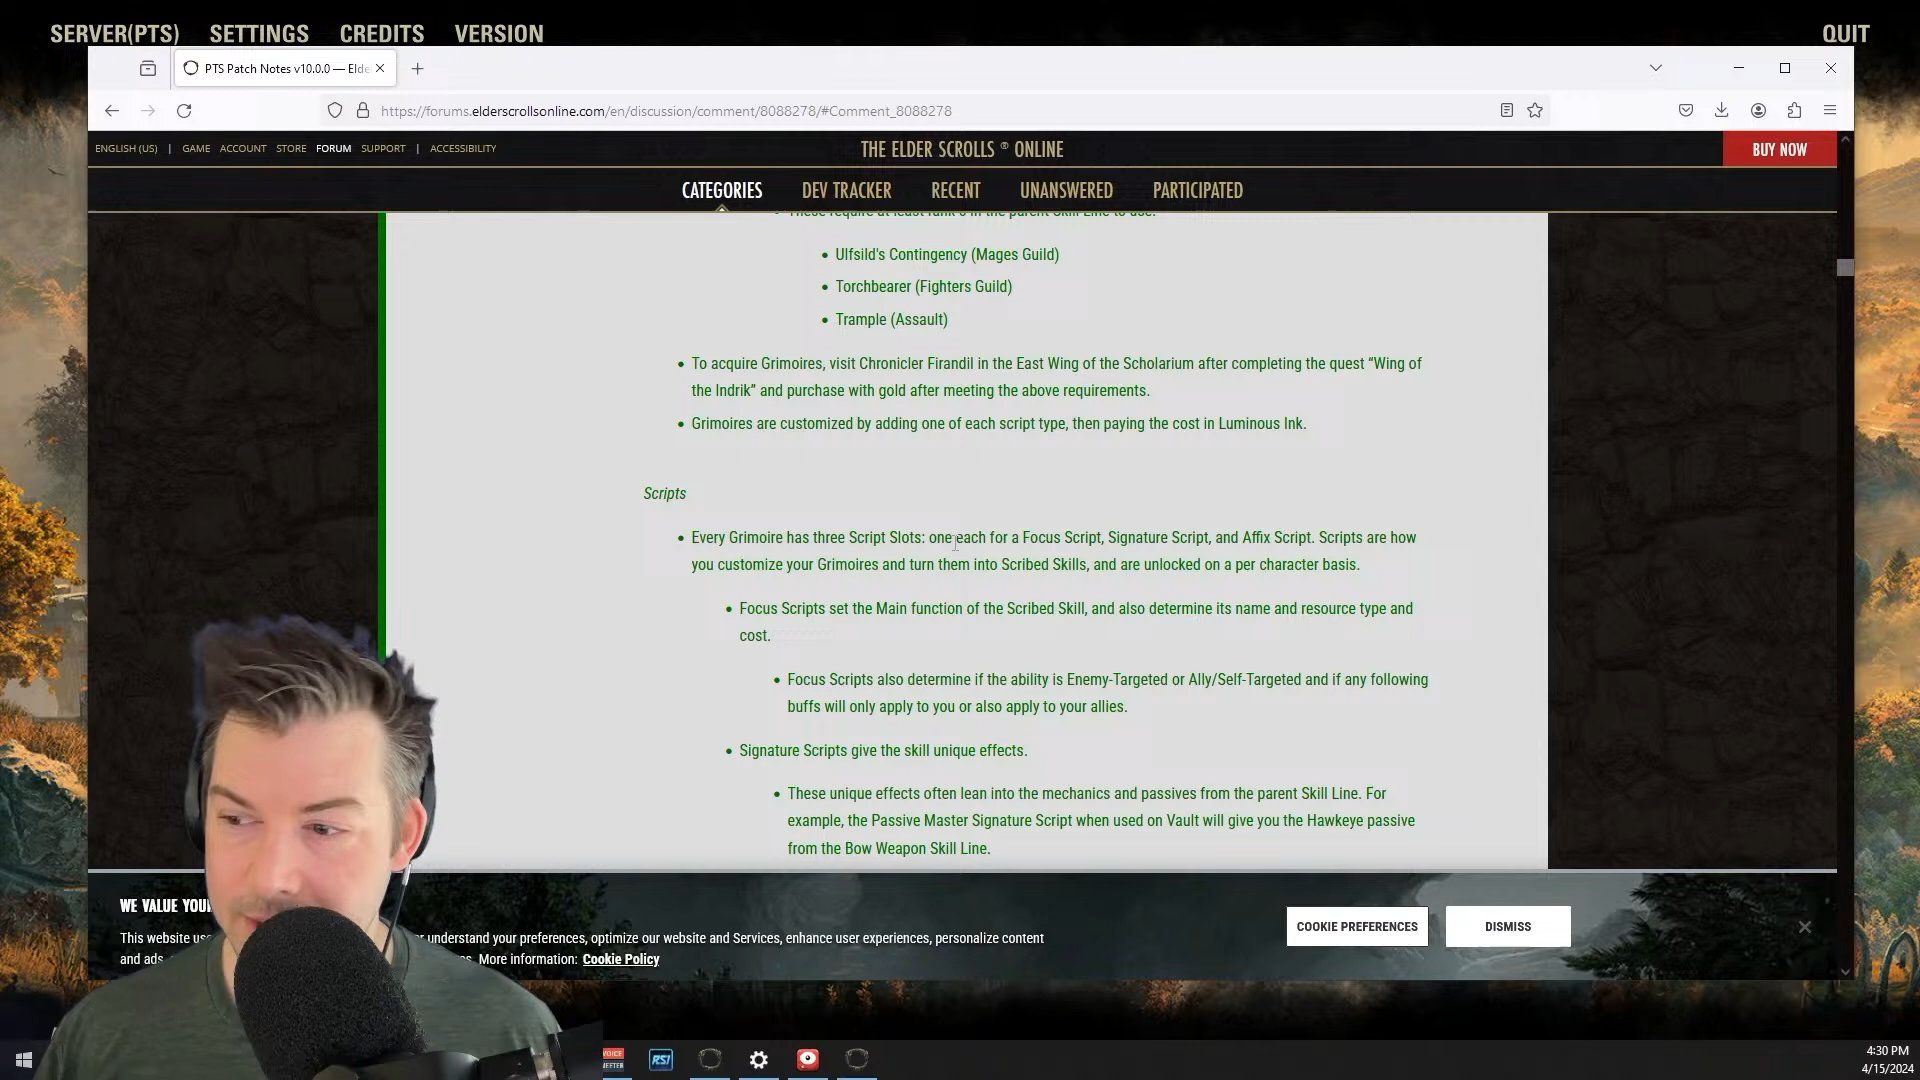 SERVER(PTS) SETTINGS CREDITS VERSION QUIT
PTS Patch Notes v10.0.0 — Elde
https://forums.elderscrollsonline.com/en/discussion/comment/8088278/#Comment_8088278
ENGLISH (US) | GAME ACCOUNT STORE FORUM SUPPORT | ACCESSIBILITY
THE ELDER SCROLLS ® ONLINE
BUY NOW
CATEGORIES DEV TRACKER RECENT UNANSWERED PARTICIPATED
• Ulfsild's Contingency (Mages Guild)
• Torchbearer (Fighters Guild)
• Trample (Assault)
• To acquire Grimoires, visit Chronicler Firandil in the East Wing of the Scholarium after completing the quest “Wing of
the Indrik” and purchase with gold after meeting the above requirements.
• Grimoires are customized by adding one of each script type, then paying the cost in Luminous Ink.
Scripts
• Every Grimoire has three Script Slots: one each for a Focus Script, Signature Script, and Affix Script. Scripts are how
you customize your Grimoires and turn them into Scribed Skills, and are unlocked on a per character basis.
• Focus Scripts set the Main function of the Scribed Skill, and also determine its name and resource type and
cost.
• Focus Scripts also determine if the ability is Enemy-Targeted or Ally/Self-Targeted and if any following
buffs will only apply to you or also apply to your allies.
• Signature Scripts give the skill unique effects.
• These unique effects often lean into the mechanics and passives from the parent Skill Line. For
example, the Passive Master Signature Script when used on Vault will give you the Hawkeye passive
from the Bow Weapon Skill Line.
WE VALUE
This website understand your preferences, optimize our website and Services, enhance user experiences, personalize content
and ads, More information: Cookie Policy
COOKIE PREFERENCES
DISMISS
VOICE
MEETER
RSI
4:30 PM
4/15/2024